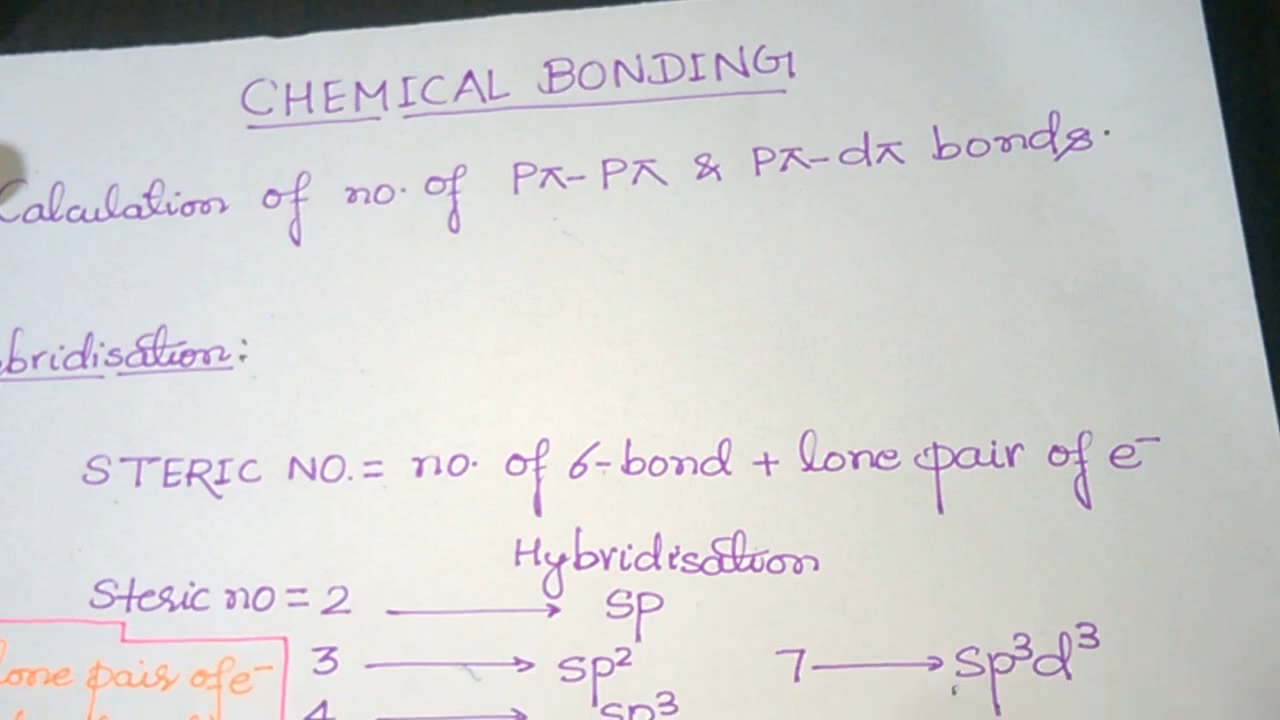 CHEMICAL BONDING
Calculation of no. of Pπ-Pπ & Pπ-dπ bonds.
bridisation:
STERIC NO. = no. of σ-bond + lone pair of e⁻
Hybridisation
Steric no = 2 → sp
3 → sp² 7 → sp³d³
lone pair of e⁻
4 → sp³